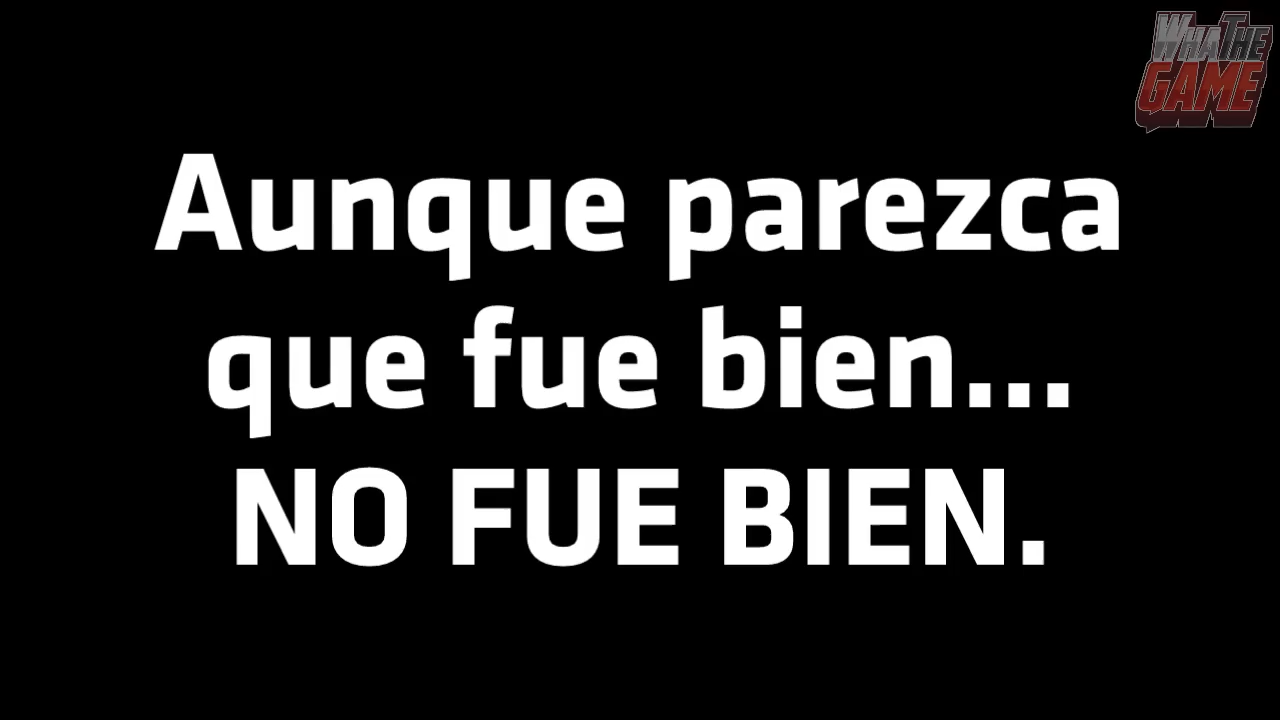 WHATHE
GAME
Aunque parezca
que fue bien...
NO FUE BIEN.